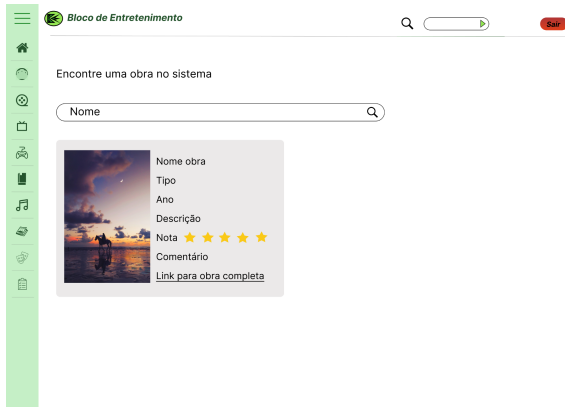 Bloco de Entretenimento
Sair
Encontre uma obra no sistema
Nome
Nome obra
Tipo
Ano
Descrição
Nota
Comentário
Link para obra completa